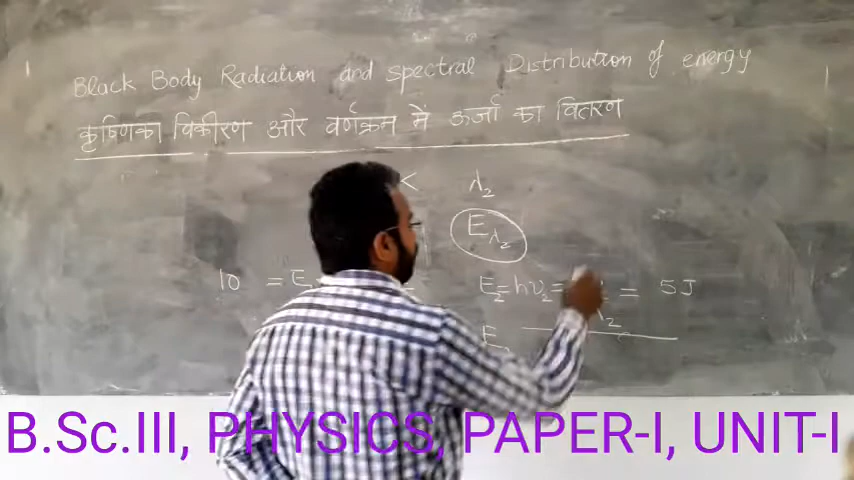 Black Body Radiation and spectral Distribution of energy
कृष्णिका विकीरण और वर्णक्रम में ऊर्जा का वितरण
< λ₂
Eλ₂
10 = E E₂ = hν₂ = λ₂ = 5J
E
B.Sc.III, PHYSICS, PAPER-I, UNIT-I